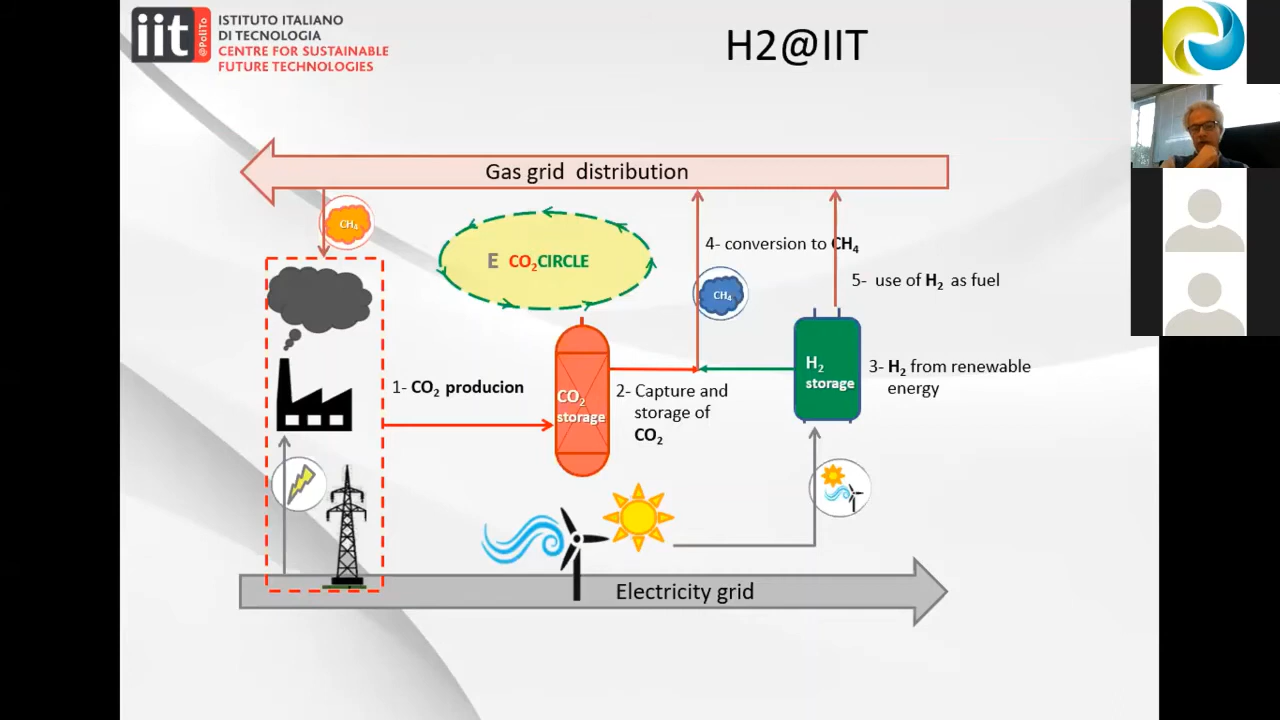 iit
@PoliTo
ISTITUTO ITALIANO
DI TECNOLOGIA
CENTRE FOR SUSTAINABLE
FUTURE TECHNOLOGIES
H2@IIT
Gas grid distribution
CH₄
E CO₂CIRCLE
4- conversion to CH₄
CH₄
5- use of H₂ as fuel
1- CO₂ producion
CO₂
storage
2- Capture and
storage of
CO₂
H₂
storage
3- H₂ from renewable
energy
Electricity grid